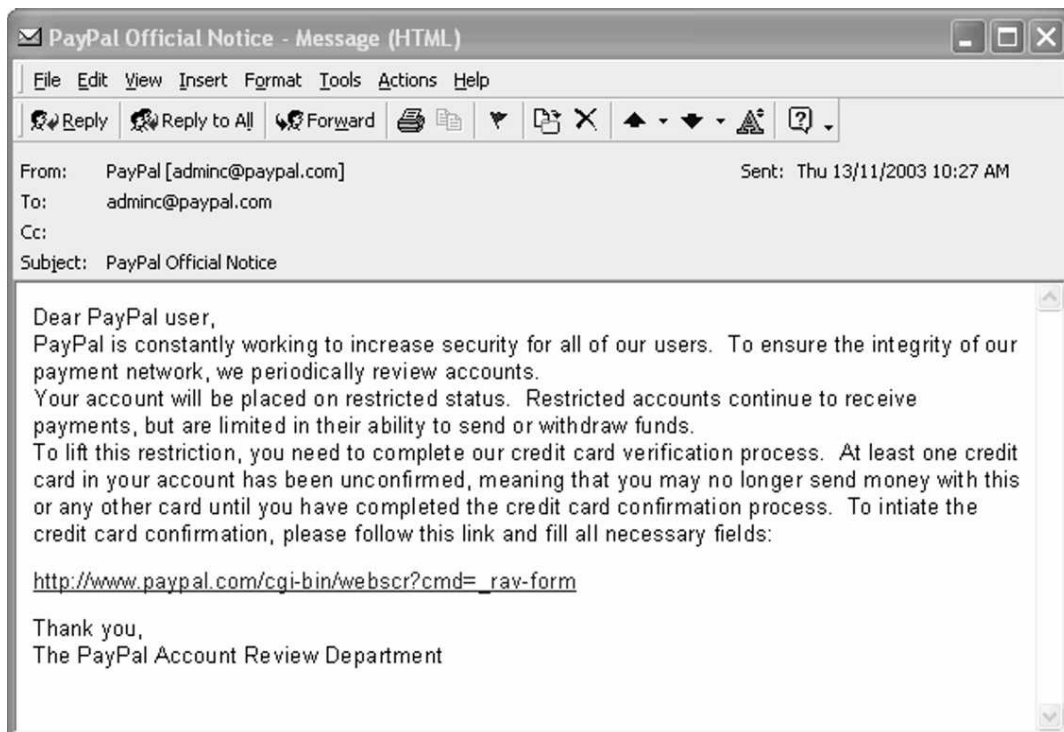 PayPal Official Notice - Message (HTML)
File Edit View Insert Format Tools Actions Help
Reply Reply to All Forward
From: PayPal [adminc@paypal.com] Sent: Thu 13/11/2003 10:27 AM
To: adminc@paypal.com
Cc:
Subject: PayPal Official Notice
Dear PayPal user,
PayPal is constantly working to increase security for all of our users. To ensure the integrity of our
payment network, we periodically review accounts.
Your account will be placed on restricted status. Restricted accounts continue to receive
payments, but are limited in their ability to send or withdraw funds.
To lift this restriction, you need to complete our credit card verification process. At least one credit
card in your account has been unconfirmed, meaning that you may no longer send money with this
or any other card until you have completed the credit card confirmation process. To intiate the
credit card confirmation, please follow this link and fill all necessary fields:
http://www.paypal.com/cgi-bin/webscr?cmd=_rav-form
Thank you,
The PayPal Account Review Department